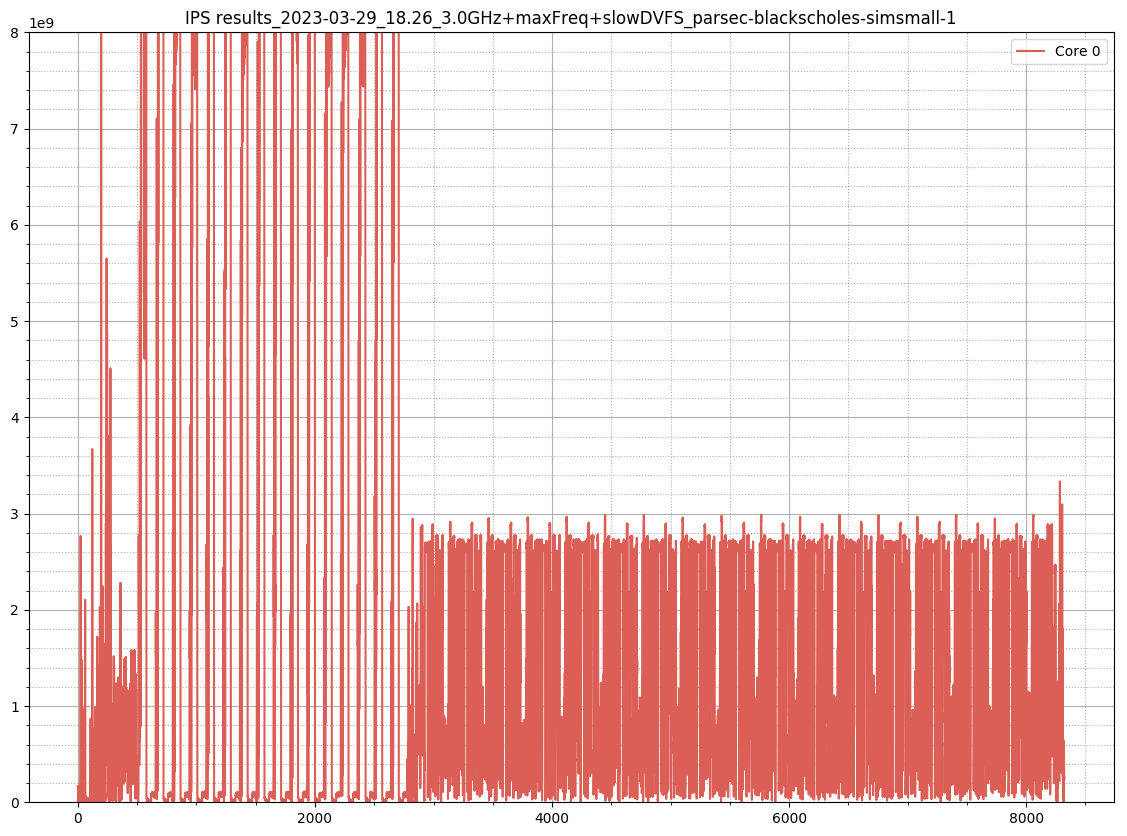 IPS results_2023-03-29_18.26_3.0GHz+maxFreq+slowDVFS_parsec-blackscholes-simsmall-1
1e9
Core 0
8
7
6
5
4
3
2
1
0
0 2000 4000 6000 8000